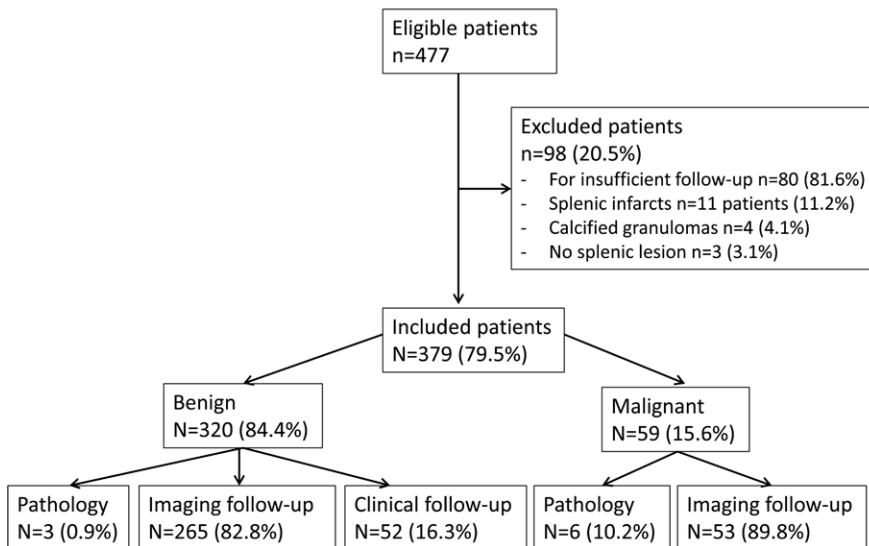 Eligible patients
n=477
Excluded patients
n=98 (20.5%)
- For insufficient follow-up n=80 (81.6%)
- Splenic infarcts n=11 patients (11.2%)
- Calcified granulomas n=4 (4.1%)
- No splenic lesion n=3 (3.1%)
Included patients
N=379 (79.5%)
Benign
N=320 (84.4%)
Malignant
N=59 (15.6%)
Pathology
N=3 (0.9%)
Imaging follow-up
N=265 (82.8%)
Clinical follow-up
N=52 (16.3%)
Pathology
N=6 (10.2%)
Imaging follow-up
N=53 (89.8%)